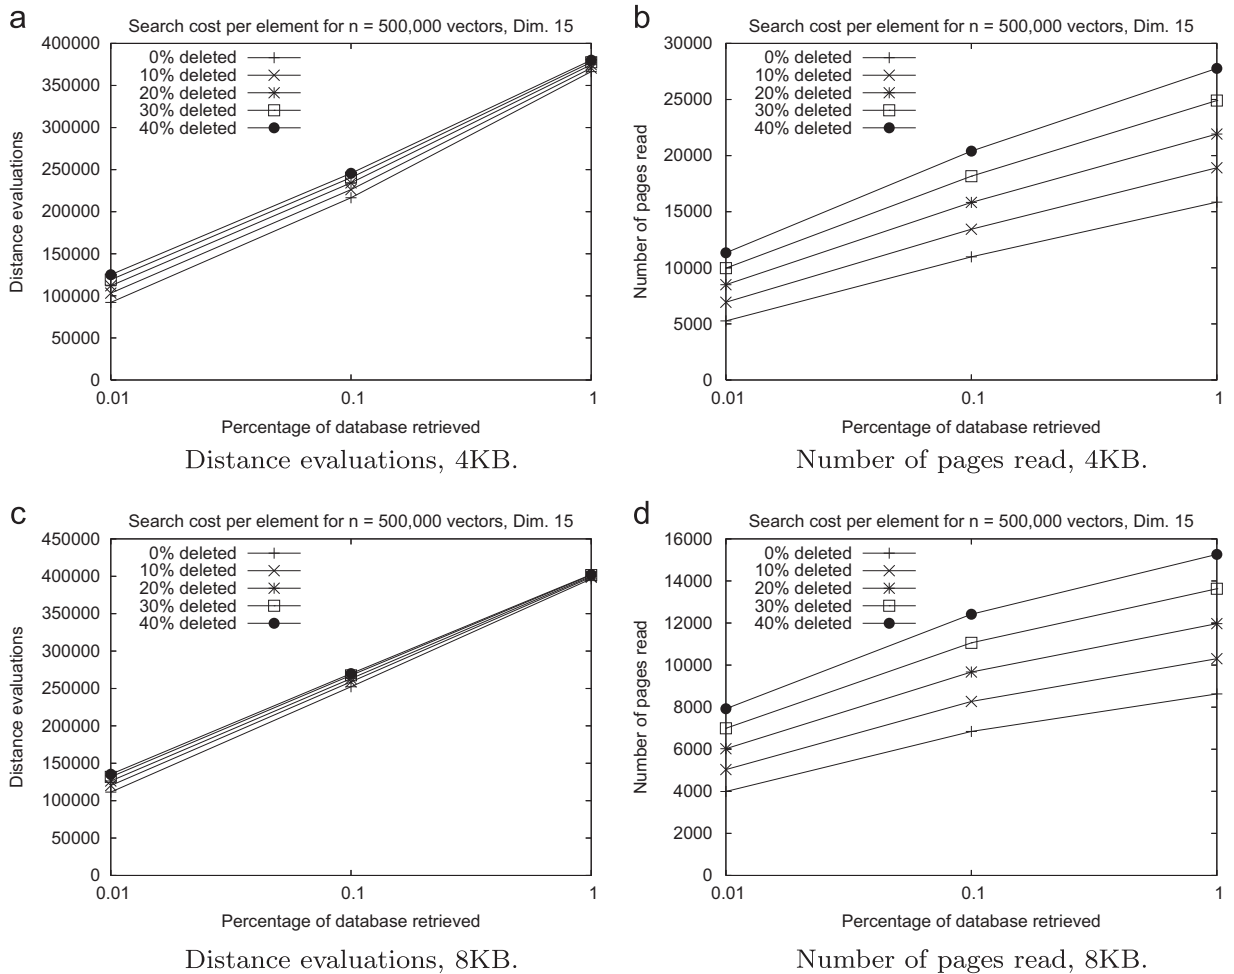 a
Search cost per element for n = 500,000 vectors, Dim. 15
400000
350000
300000
250000
200000
150000
100000
50000
0
0% deleted
10% deleted
20% deleted
30% deleted
40% deleted
Distance evaluations
0.01
0.1
1
Percentage of database retrieved
Distance evaluations, 4KB.
b
Search cost per element for n = 500,000 vectors, Dim. 15
30000
25000
20000
15000
10000
5000
0
0% deleted
10% deleted
20% deleted
30% deleted
40% deleted
Number of pages read
0.01
0.1
1
Percentage of database retrieved
Number of pages read, 4KB.
c
Search cost per element for n = 500,000 vectors, Dim. 15
450000
400000
350000
300000
250000
200000
150000
100000
50000
0
0% deleted
10% deleted
20% deleted
30% deleted
40% deleted
Distance evaluations
0.01
0.1
1
Percentage of database retrieved
Distance evaluations, 8KB.
d
Search cost per element for n = 500,000 vectors, Dim. 15
16000
14000
12000
10000
8000
6000
4000
2000
0
0% deleted
10% deleted
20% deleted
30% deleted
40% deleted
Number of pages read
0.01
0.1
1
Percentage of database retrieved
Number of pages read, 8KB.